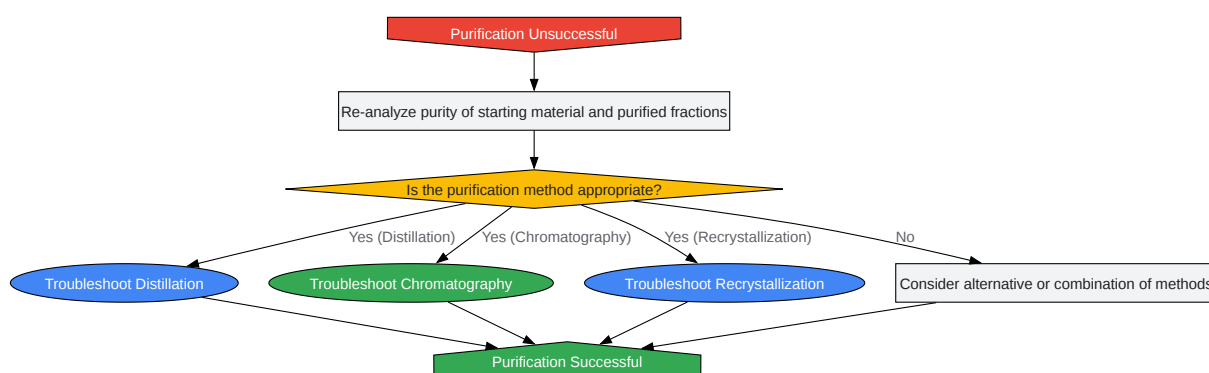 Purification Unsuccessful
Re-analyze purity of starting material and purified fractions
Is the purification method appropriate?
Yes (Distillation)
Yes (Chromatography)
Yes (Recrystallization)
No
Troubleshoot Distillation
Troubleshoot Chromatography
Troubleshoot Recrystallization
Consider alternative or combination of methods
Purification Successful